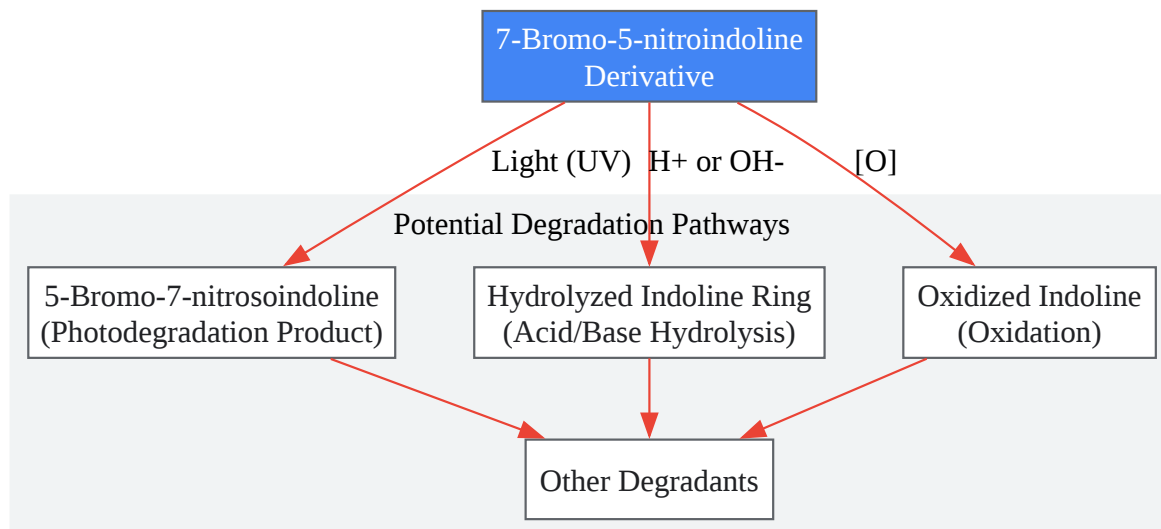 7-Bromo-5-nitroindoline
Derivative
Light (UV)
H+ or OH-
[O]
Potential Degradation Pathways
5-Bromo-7-nitrosoindoline
(Photodegradation Product)
Hydrolyzed Indoline Ring
(Acid/Base Hydrolysis)
Oxidized Indoline
(Oxidation)
Other Degradants